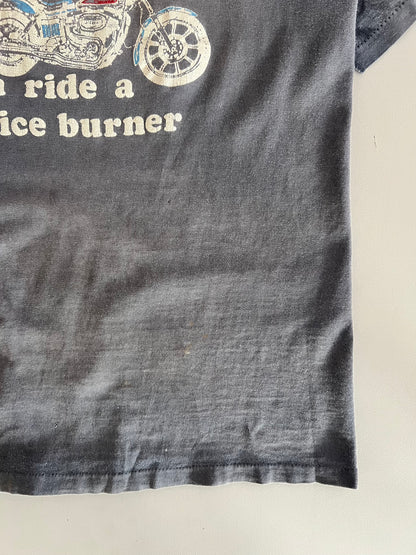 ride a
ice burner